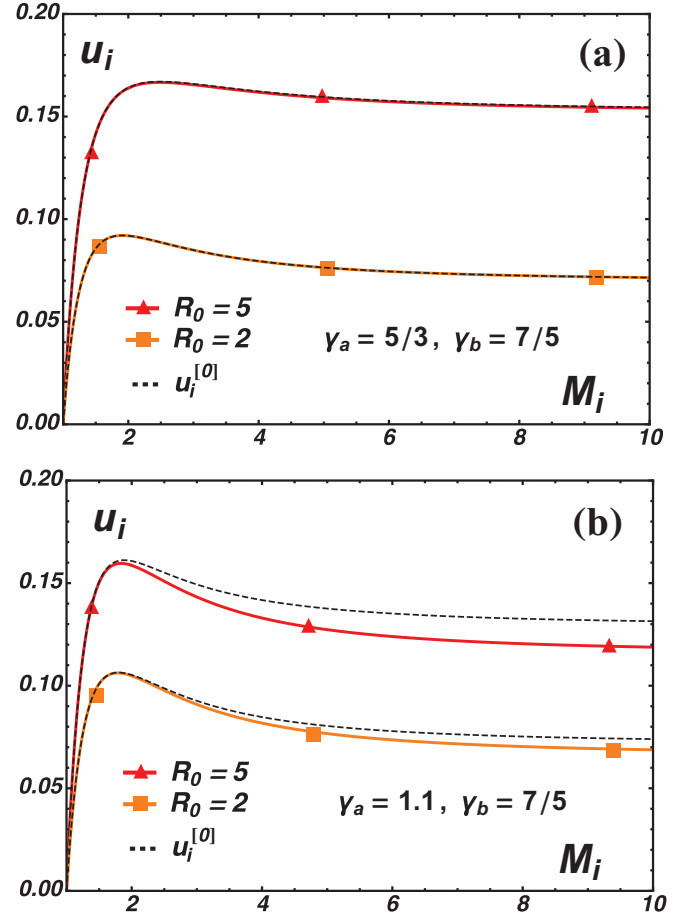 0.20
u_i (a)
0.15
0.10
R_0 = 5
0.05 R_0 = 2 γ_a = 5/3, γ_b = 7/5
u_i^[0] M_i
0.00
2 4 6 8 10
0.20
u_i (b)
0.15
0.10
R_0 = 5
0.05 R_0 = 2 γ_a = 1.1, γ_b = 7/5
u_i^[0] M_i
0.00
2 4 6 8 10